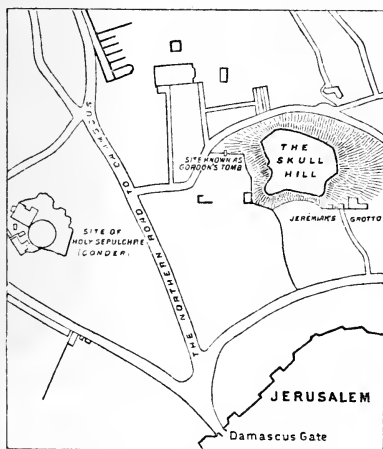 THE
SKULL
HILL
SITE KNOWN AS
GORDON'S TOMB
JEREMIAH'S GROTTO
SITE OF
HOLY SEPULCHRE
(CONDER)
THE NORTHERN ROAD TO CAIRO &C
JERUSALEM
Damascus Gate